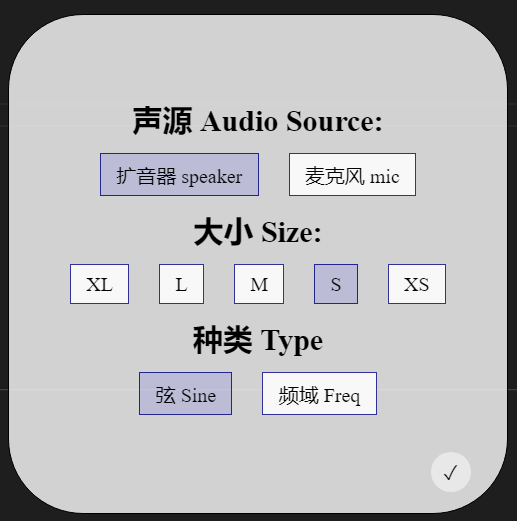 声源 Audio Source:
扩音器 speaker 麦克风 mic
大小 Size:
XL L M S XS
种类 Type
弦 Sine 频域 Freq
✓